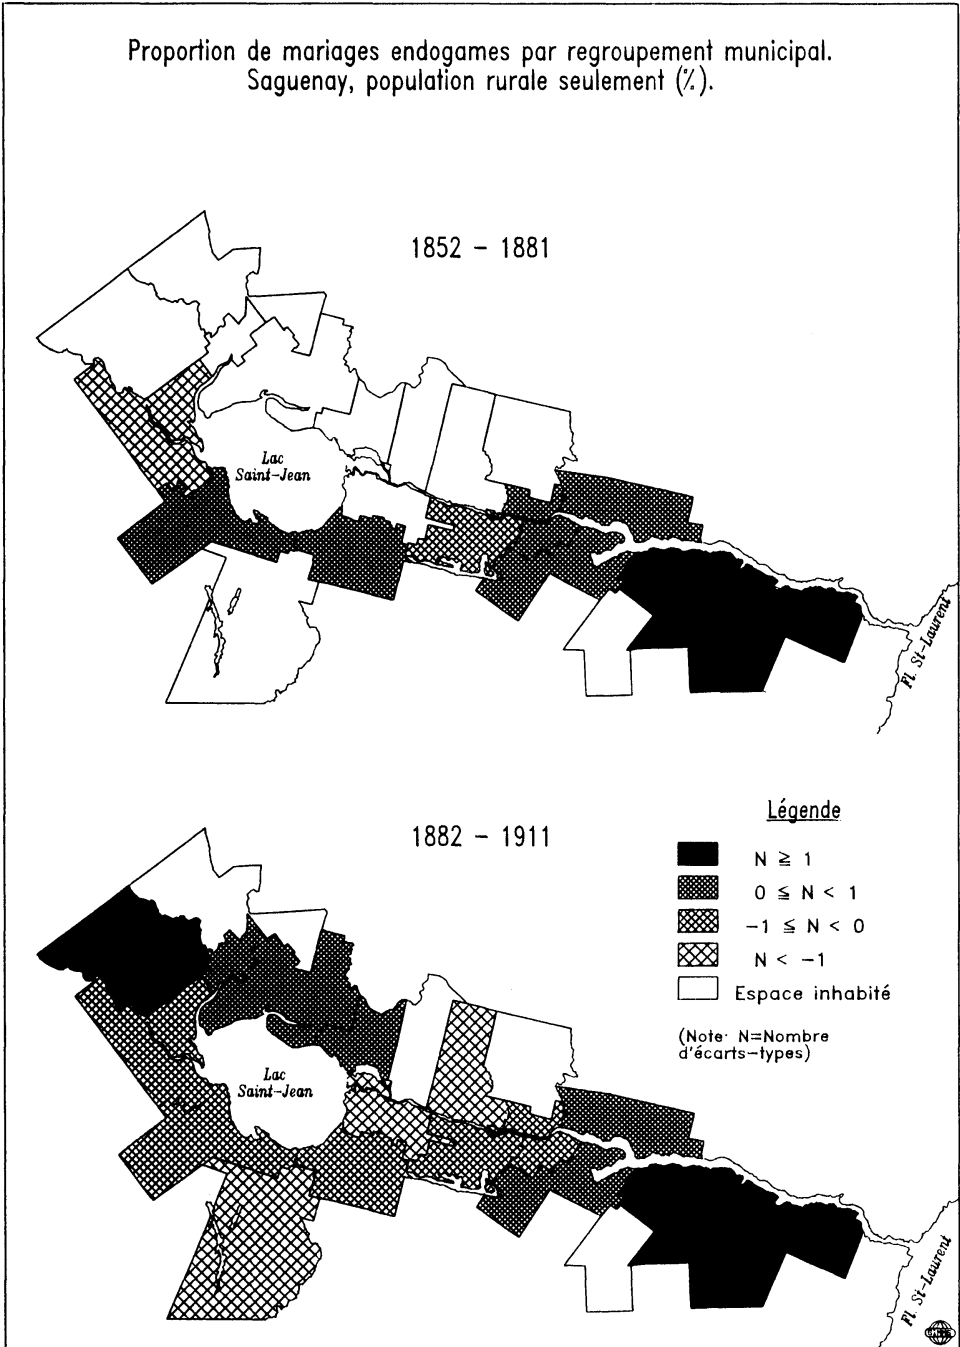 Proportion de mariages endogames par regroupement municipal.
Saguenay, population rurale seulement (%).
1852 - 1881
Lac
Saint-Jean
Fl. St-Laurent
1882 - 1911
Légende
N ≧ 1
0 ≦ N < 1
-1 ≦ N < 0
N < -1
Espace inhabité
(Note· N=Nombre
d'écarts-types)
Lac
Saint-Jean
Fl. St-Laurent